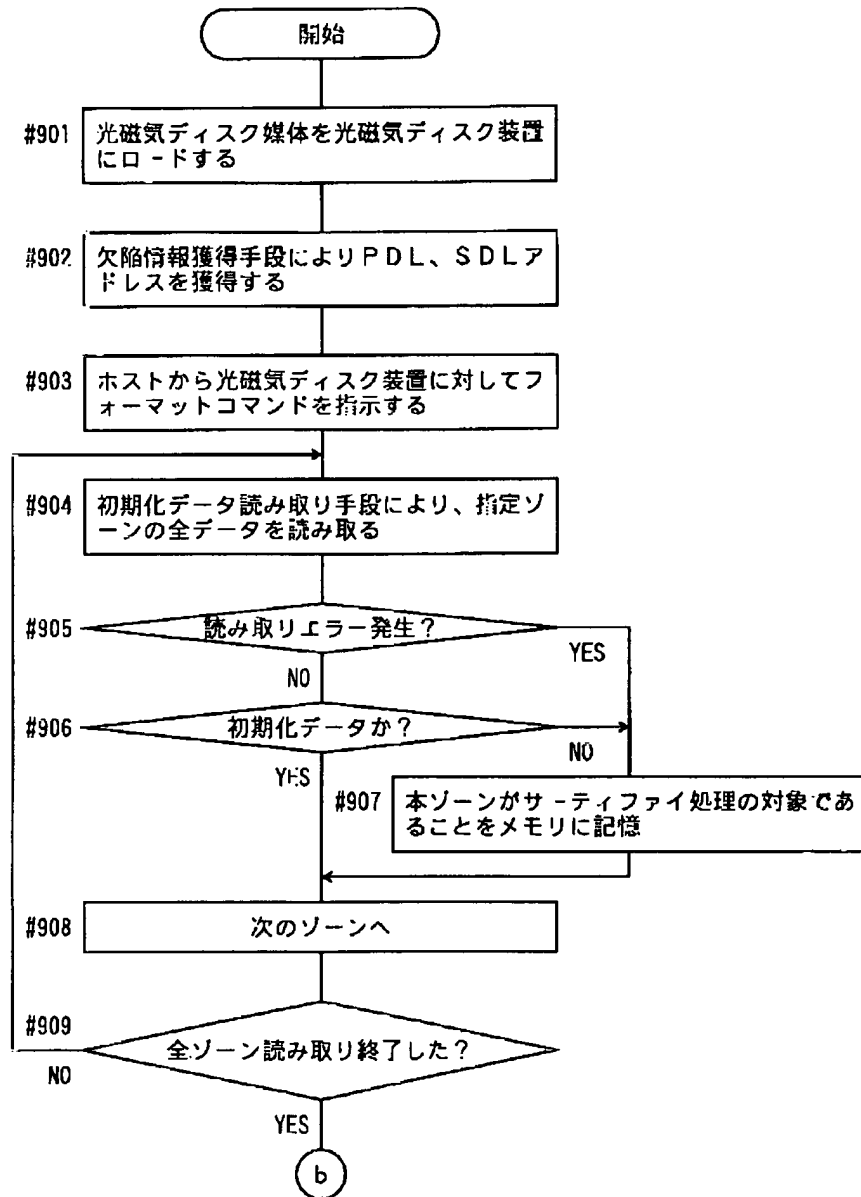 開始
#901 光磁気ディスク媒体を光磁気ディスク装置
にロードする
#902 欠陥情報獲得手段によりPDL、SDLア
ドレスを獲得する
#903 ホストから光磁気ディスク装置に対してフ
ォーマットコマンドを指示する
#904 初期化データ読み取り手段により、指定ゾ
ーンの全データを読み取る
#905 読み取りエラー発生？
YES
NO
#906 初期化データか？
NO
YES
#907 本ゾーンがサーティファイ処理の対象であ
ることをメモリに記憶
#908 次のゾーンへ
#909
全ゾーン読み取り終了した？
NO
YES
b